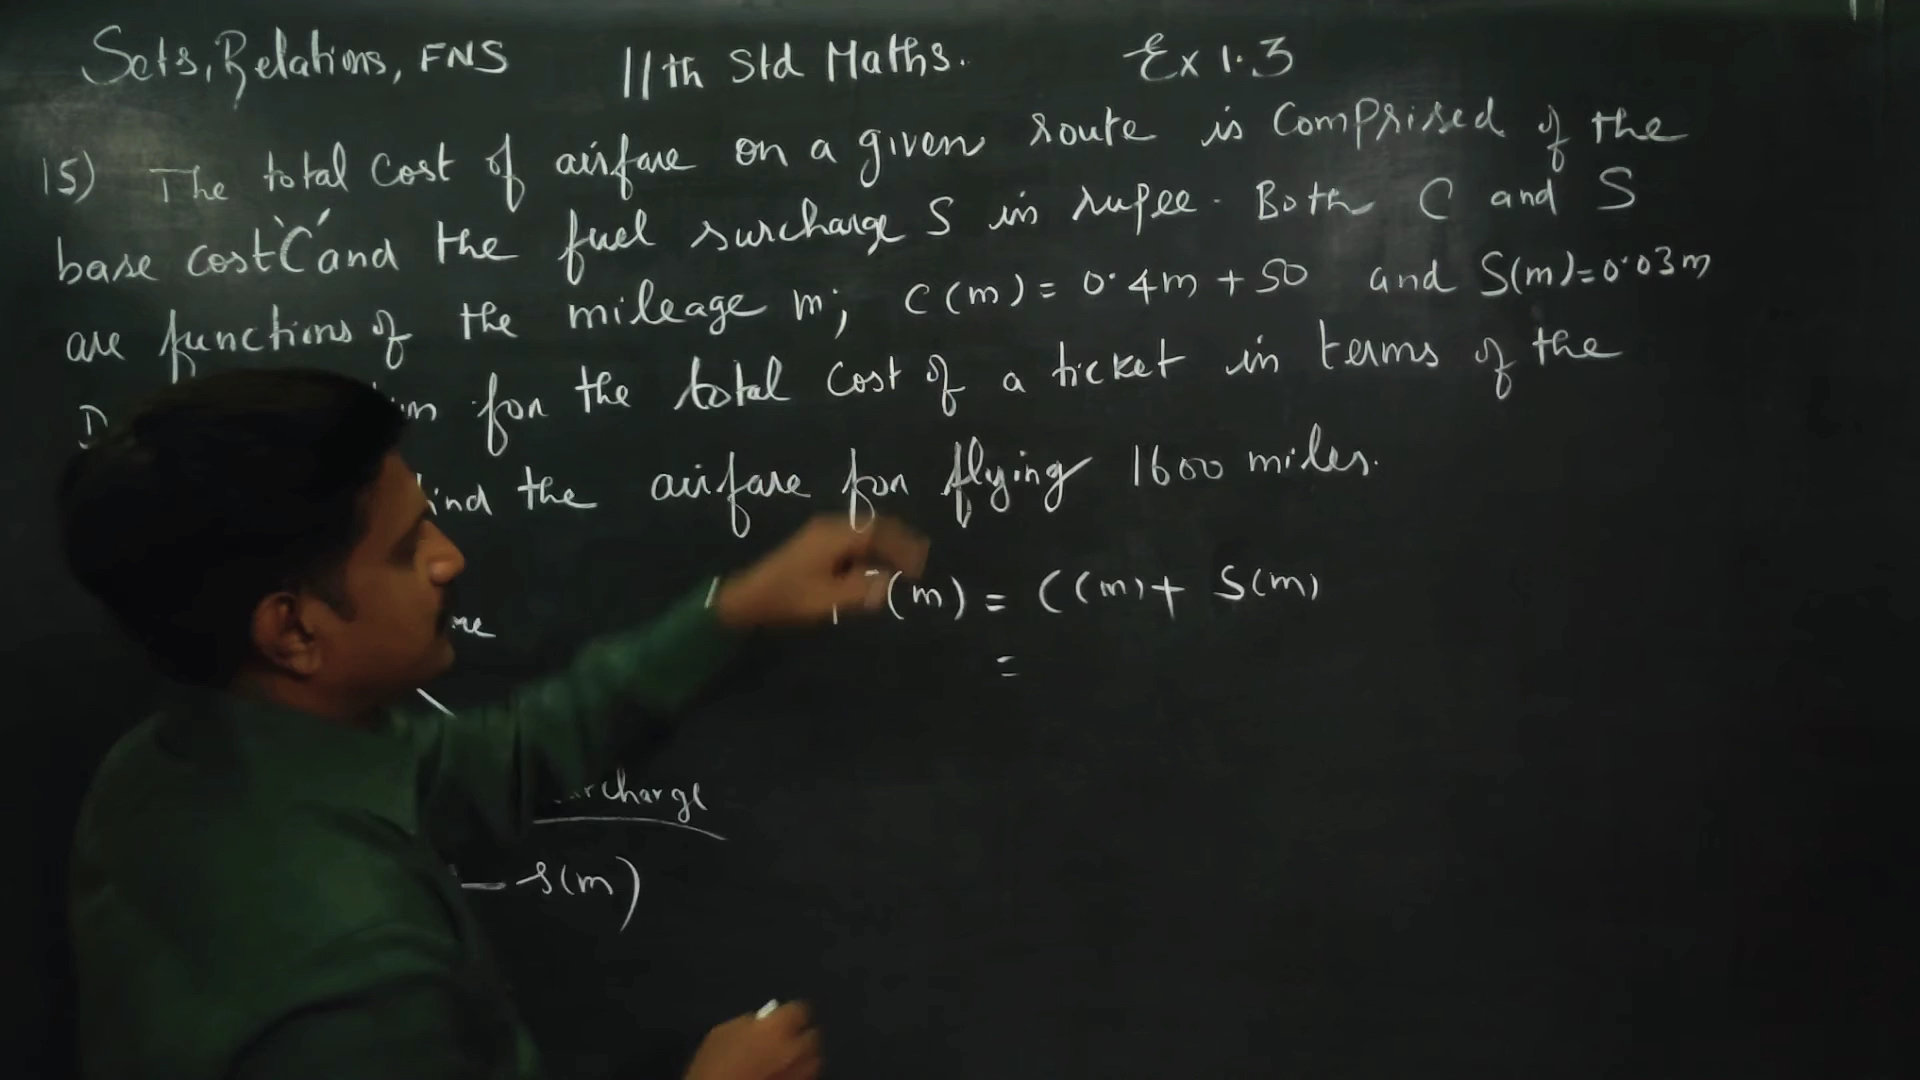 Sets, Relations, FNS 11th Std Maths. Ex 1.3
15) The total cost of airfare on a given route is comprised of the
base cost 'C' and the fuel surcharge S in rupee. Both C and S
are functions of the mileage m; C(m) = 0.4m + 50 and S(m) = 0.03m
for the total cost of a ticket in terms of the
the airfare for flying 1600 miles.
(m) = C(m) + S(m)
=
S(m)